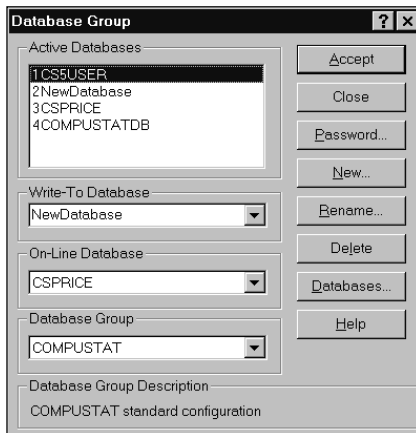 Database Group
Active Databases
1CS5USER
2NewDatabase
3CSPRICE
4COMPUSTATDB
Write-To Database
NewDatabase
On-Line Database
CSPRICE
Database Group
COMPUSTAT
Database Group Description
COMPUSTAT standard configuration
Accept
Close
Password...
New...
Rename...
Delete
Databases...
Help